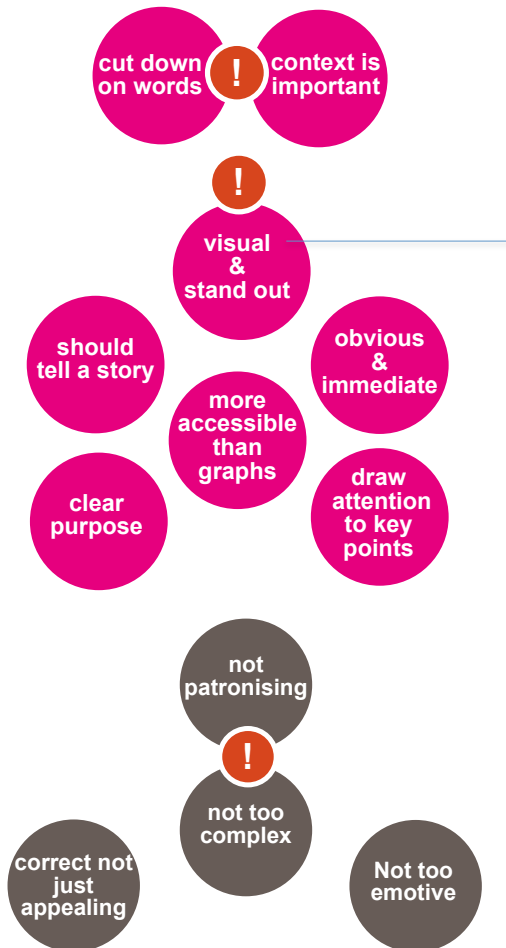 cut down
on words
!
context is
important
!
visual
&
stand out
should
tell a story
obvious
&
immediate
more
accessible
than
graphs
clear
purpose
draw
attention
to key
points
not
patronising
!
not too
complex
correct not
just
appealing
Not too
emotive